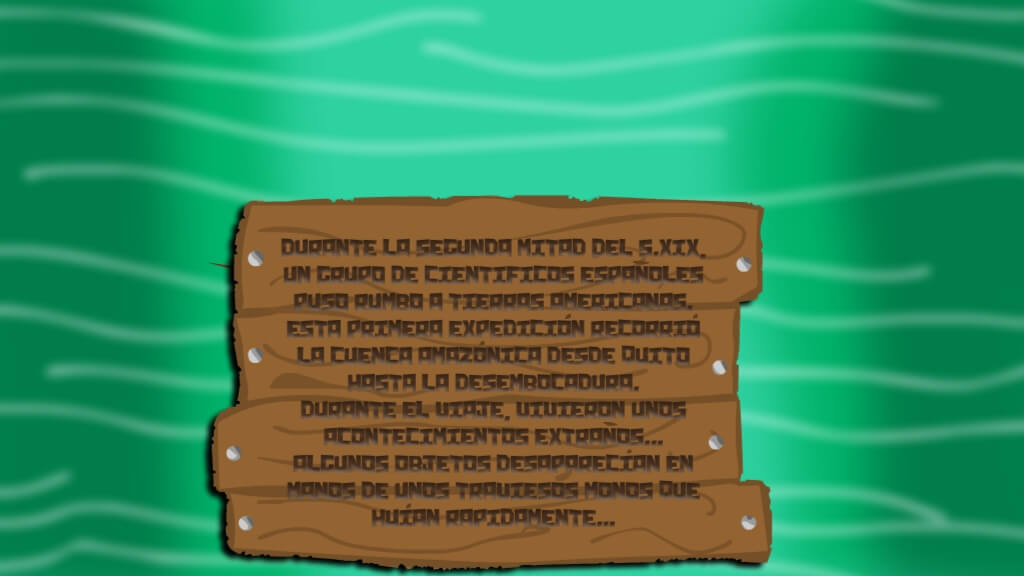 DURANTE LA SEGUNDA MITAD DEL S.XIX,
UN GRUPO DE CIENTIFICOS ESPAÑOLES
PUSO RUMBO A TIERRAS AMERICANAS.
ESTA PRIMERA EXPEDICIÓN RECORRIÓ
LA CUENCA AMAZÓNICA DESDE QUITO
HASTA LA DESEMBOCADURA.
DURANTE EL VIAJE, VIVIERON UNOS
ACONTECIMIENTOS EXTRAÑOS...
ALGUNOS OBJETOS DESAPARECÍAN EN
MANOS DE UNOS TRAVIESOS MONOS QUE
HUÍAN RAPIDAMENTE...